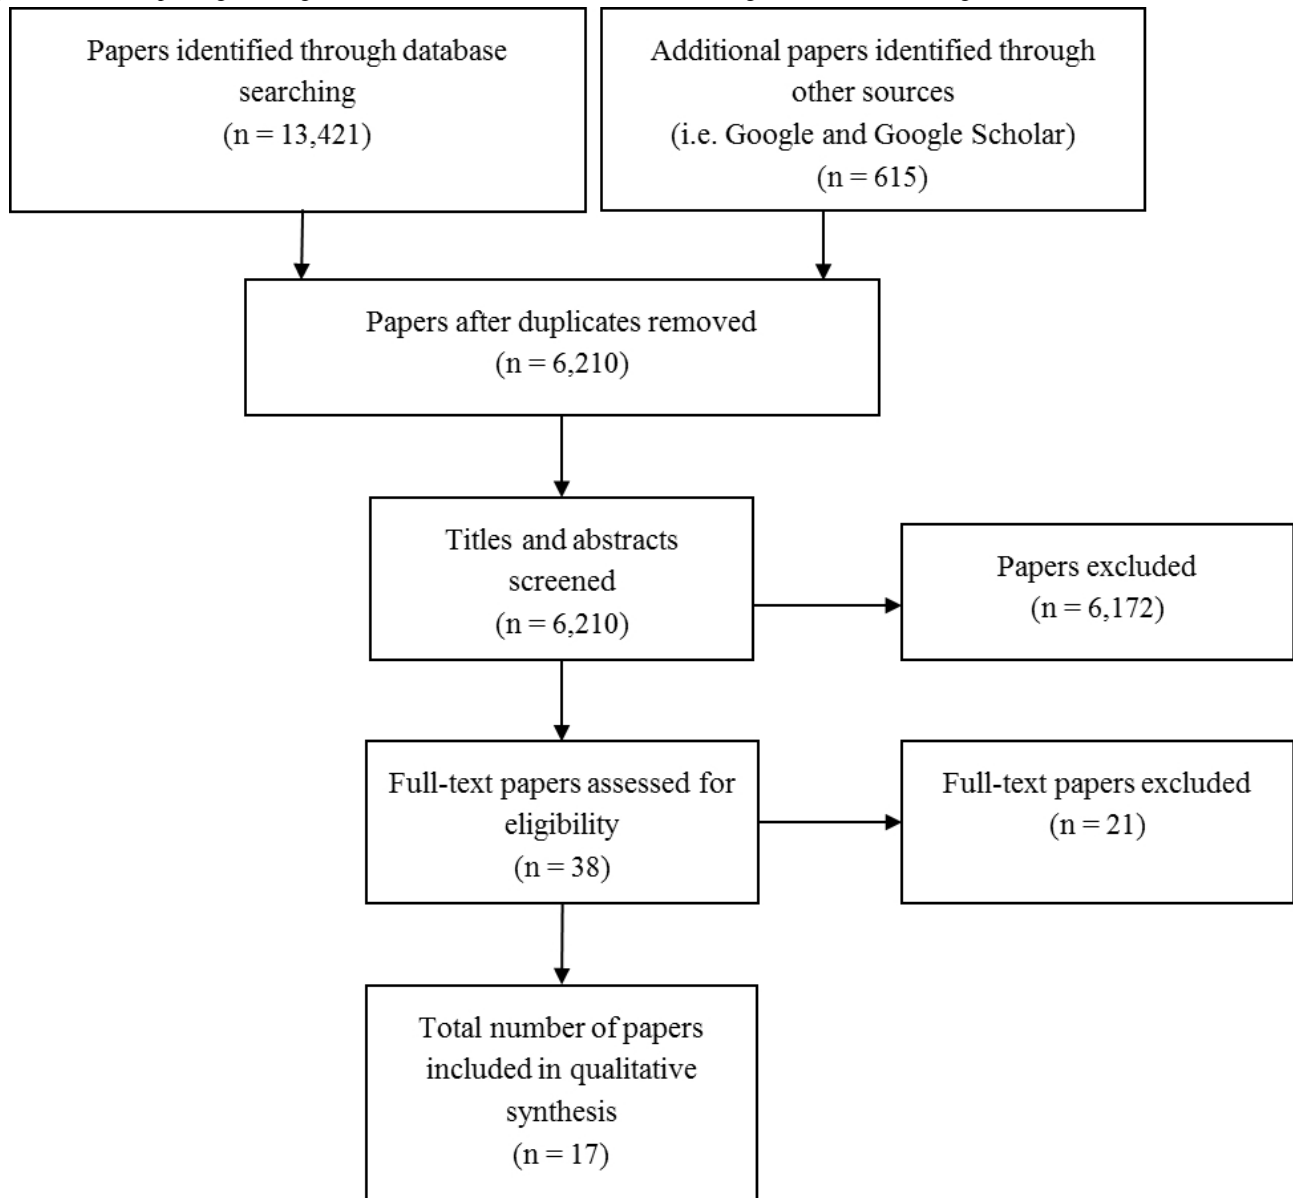 Papers identified through database
searching
(n = 13,421)
Additional papers identified through
other sources
(i.e. Google and Google Scholar)
(n = 615)
Papers after duplicates removed
(n = 6,210)
Titles and abstracts
screened
(n = 6,210)
Papers excluded
(n = 6,172)
Full-text papers assessed for
eligibility
(n = 38)
Full-text papers excluded
(n = 21)
Total number of papers
included in qualitative
synthesis
(n = 17)